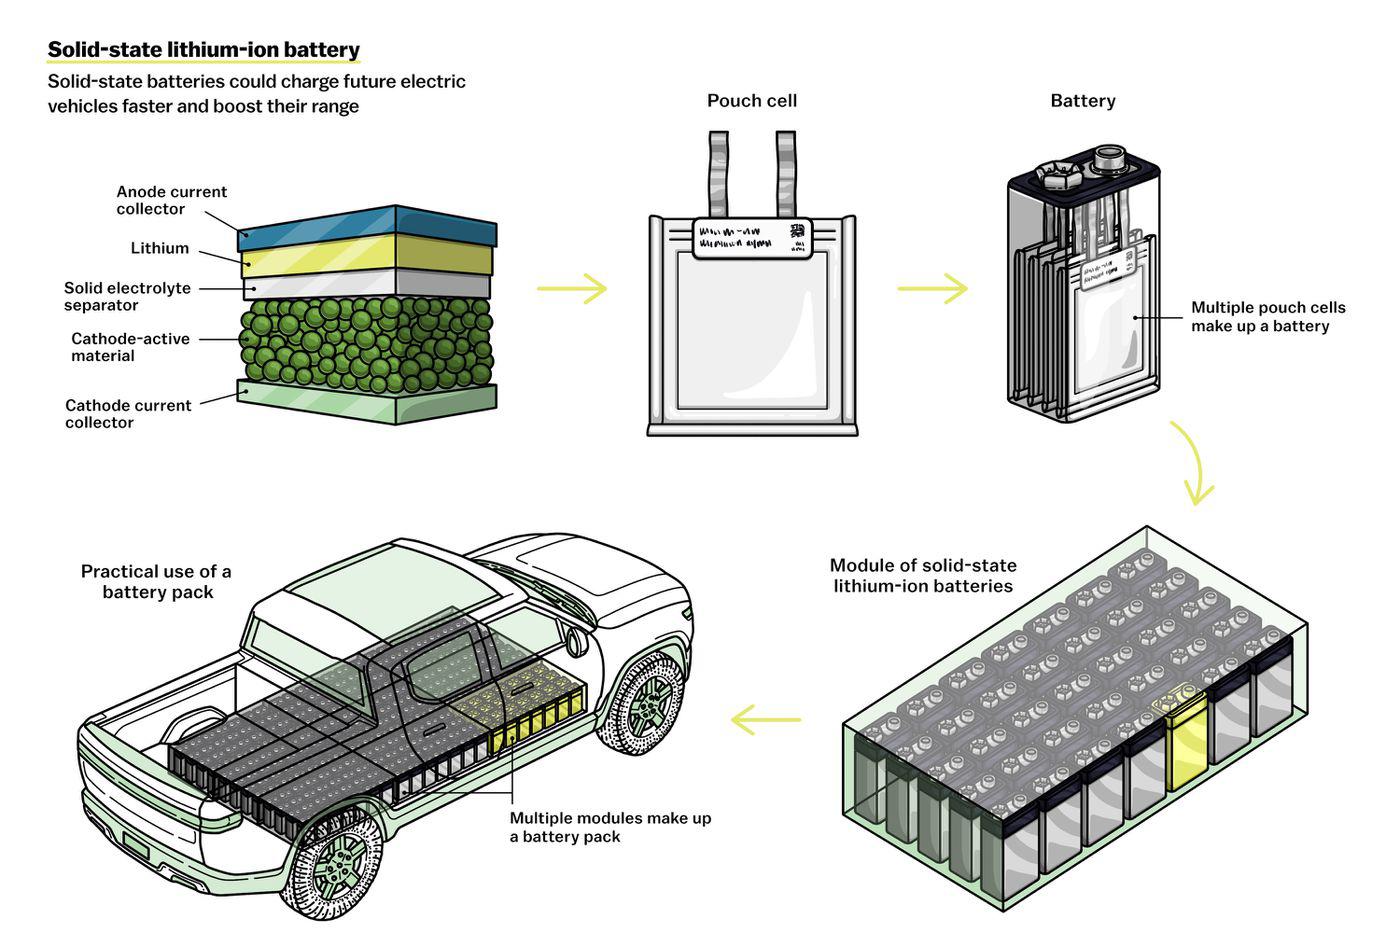 Solid-state lithium-ion battery
Solid-state batteries could charge future electric
vehicles faster and boost their range
Pouch cell
Battery
Anode current
collector
Lithium
Solid electrolyte
separator
Cathode-active
material
Cathode current
collector
Multiple pouch cells
make up a battery
Practical use of a
battery pack
Module of solid-state
lithium-ion batteries
Multiple modules make up
a battery pack